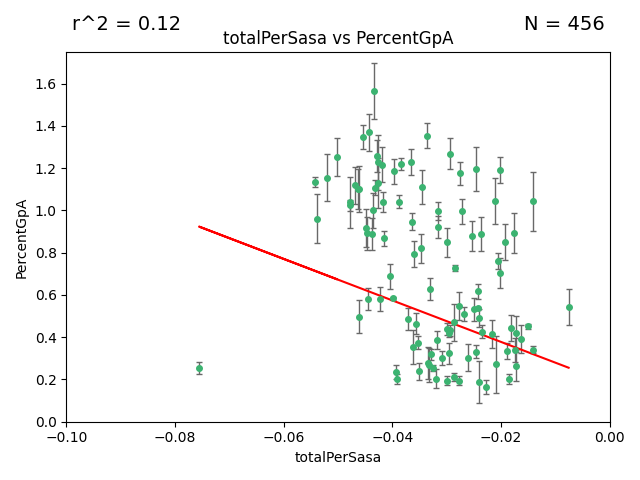 r^2 = 0.12
N = 456
totalPerSasa vs PercentGpA
1.6
1.4
1.2
1.0
0.8
0.6
0.4
0.2
0.0
PercentGpA
−0.10 −0.08 −0.06 −0.04 −0.02 0.00
totalPerSasa